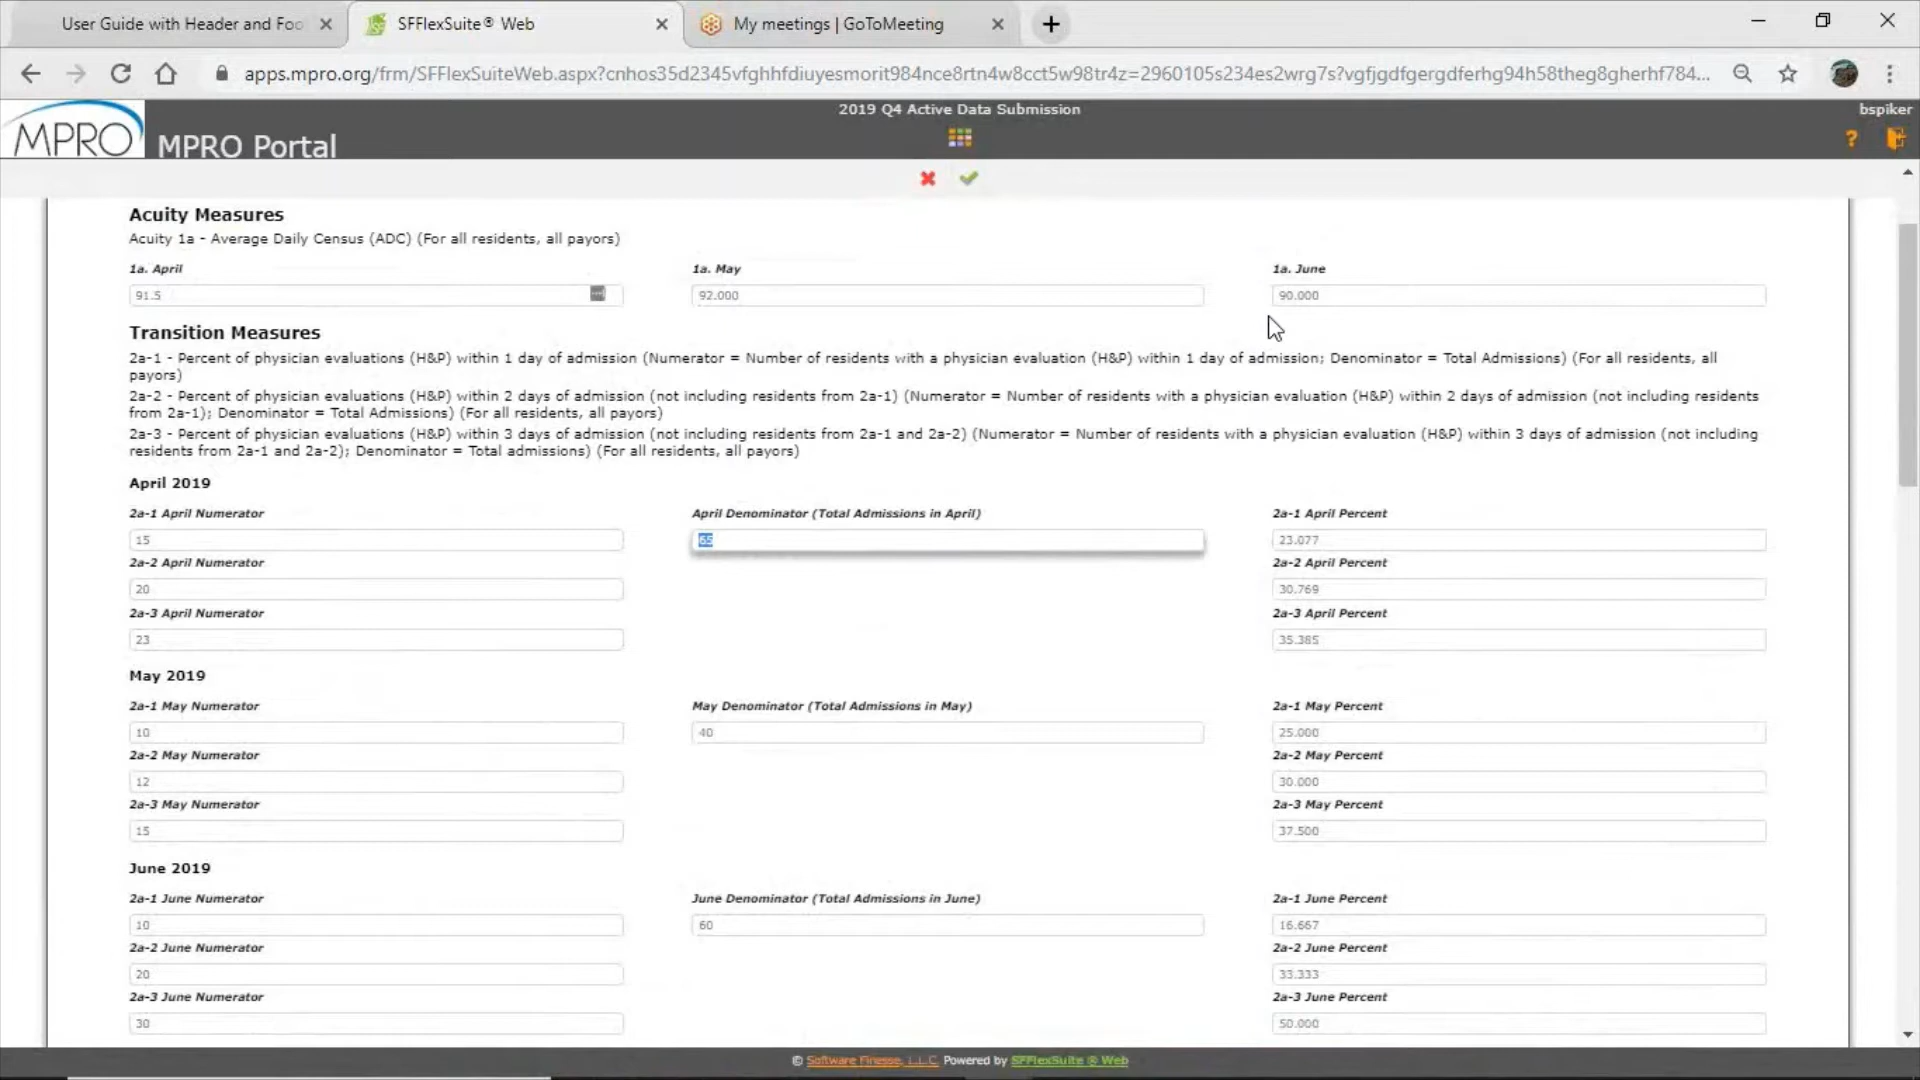 User Guide with Header and Foo
SFFlexSuite® Web
My meetings | GoToMeeting
apps.mpro.org/frm/SFFlexSuiteWeb.aspx?cnhos35d2345vfghhfdiuyesmorit984nce8rtn4w8cct5w98tr4z=2960105s234es2wrg7s?vgfjgdfgergdferhg94h58theg8gherhf784...
2019 Q4 Active Data Submission
bspiker
MPRO
MPRO Portal
?
Acuity Measures
Acuity 1a - Average Daily Census (ADC) (For all residents, all payors)
1a. April 1a. May 1a. June
91.5 92.000 90.000
Transition Measures
2a-1 - Percent of physician evaluations (H&P) within 1 day of admission (Numerator = Number of residents with a physician evaluation (H&P) within 1 day of admission; Denominator = Total Admissions) (For all residents, all
payors)
2a-2 - Percent of physician evaluations (H&P) within 2 days of admission (not including residents from 2a-1) (Numerator = Number of residents with a physician evaluation (H&P) within 2 days of admission (not including residents
from 2a-1); Denominator = Total Admissions) (For all residents, all payors)
2a-3 - Percent of physician evaluations (H&P) within 3 days of admission (not including residents from 2a-1 and 2a-2) (Numerator = Number of residents with a physician evaluation (H&P) within 3 days of admission (not including
residents from 2a-1 and 2a-2); Denominator = Total admissions) (For all residents, all payors)
April 2019
2a-1 April Numerator April Denominator (Total Admissions in April) 2a-1 April Percent
15 65 23.077
2a-2 April Numerator 2a-2 April Percent
20 30.769
2a-3 April Numerator 2a-3 April Percent
23 35.385
May 2019
2a-1 May Numerator May Denominator (Total Admissions in May) 2a-1 May Percent
10 40 25.000
2a-2 May Numerator 2a-2 May Percent
12 30.000
2a-3 May Numerator 2a-3 May Percent
15 37.500
June 2019
2a-1 June Numerator June Denominator (Total Admissions in June) 2a-1 June Percent
10 60 16.667
2a-2 June Numerator 2a-2 June Percent
20 33.333
2a-3 June Numerator 2a-3 June Percent
30 50.000
© Software Finesse, L.L.C. Powered by SFFlexSuite ® Web